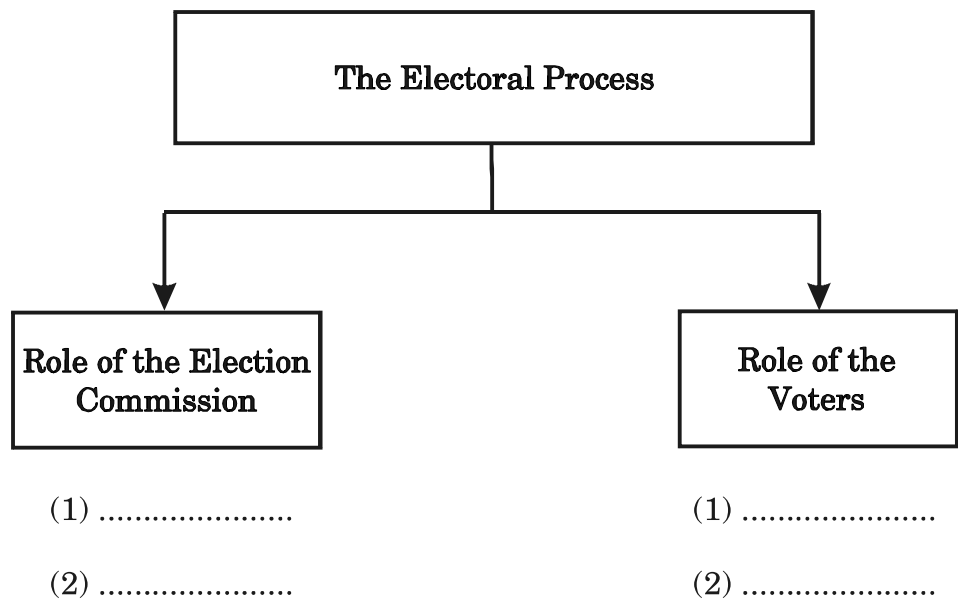 The Electoral Process
Role of the Election
Commission
Role of the
Voters
(1) ......................
(1) ......................
(2) ......................
(2) ......................